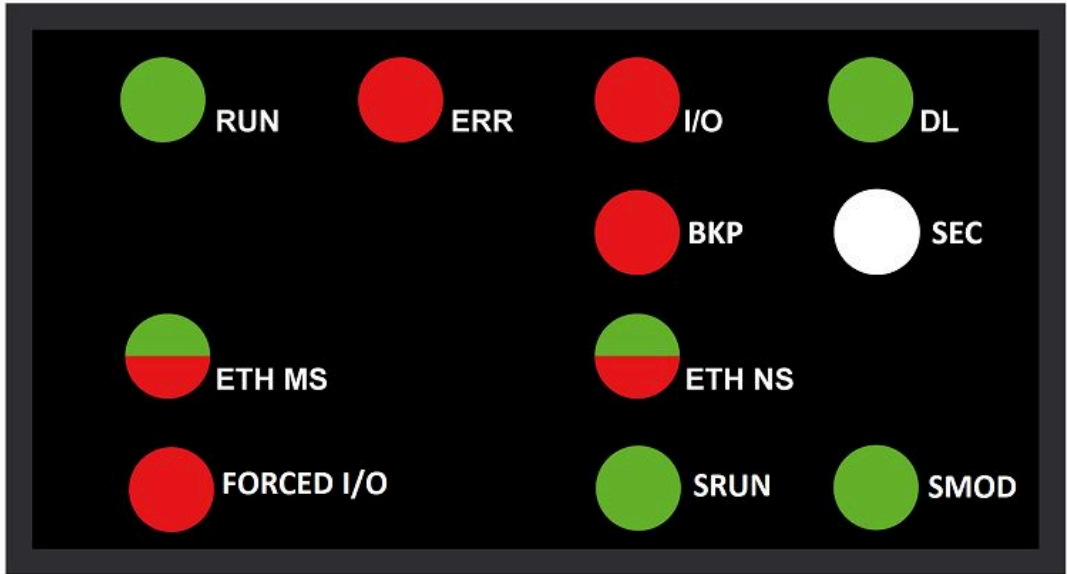 RUN ERR I/O DL
BKP SEC
ETH MS ETH NS
FORCED I/O SRUN SMOD